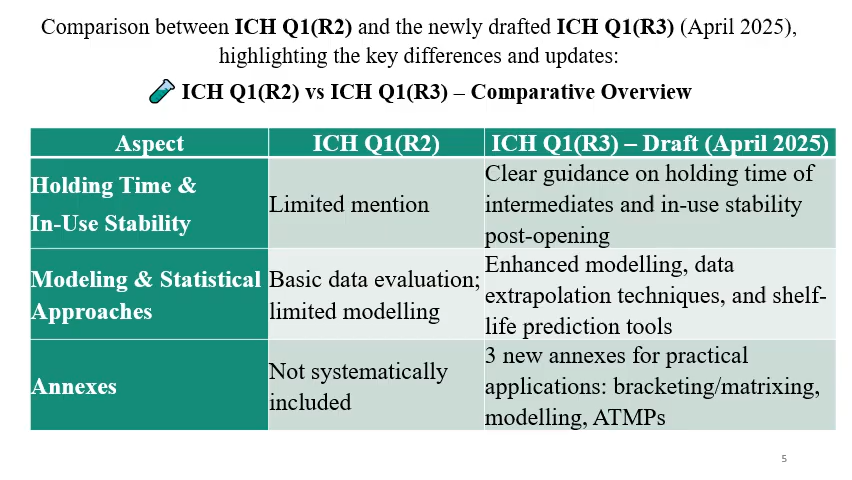 Comparison between ICH Q1(R2) and the newly drafted ICH Q1(R3) (April 2025),
highlighting the key differences and updates:
ICH Q1(R2) vs ICH Q1(R3) – Comparative Overview
Aspect
ICH Q1(R2)
ICH Q1(R3) – Draft (April 2025)
Holding Time &
In-Use Stability
Limited mention
Clear guidance on holding time of
intermediates and in-use stability
post-opening
Modeling & Statistical
Approaches
Basic data evaluation;
limited modelling
Enhanced modelling, data
extrapolation techniques, and shelf-
life prediction tools
Annexes
Not systematically
included
3 new annexes for practical
applications: bracketing/matrixing,
modelling, ATMPs
5